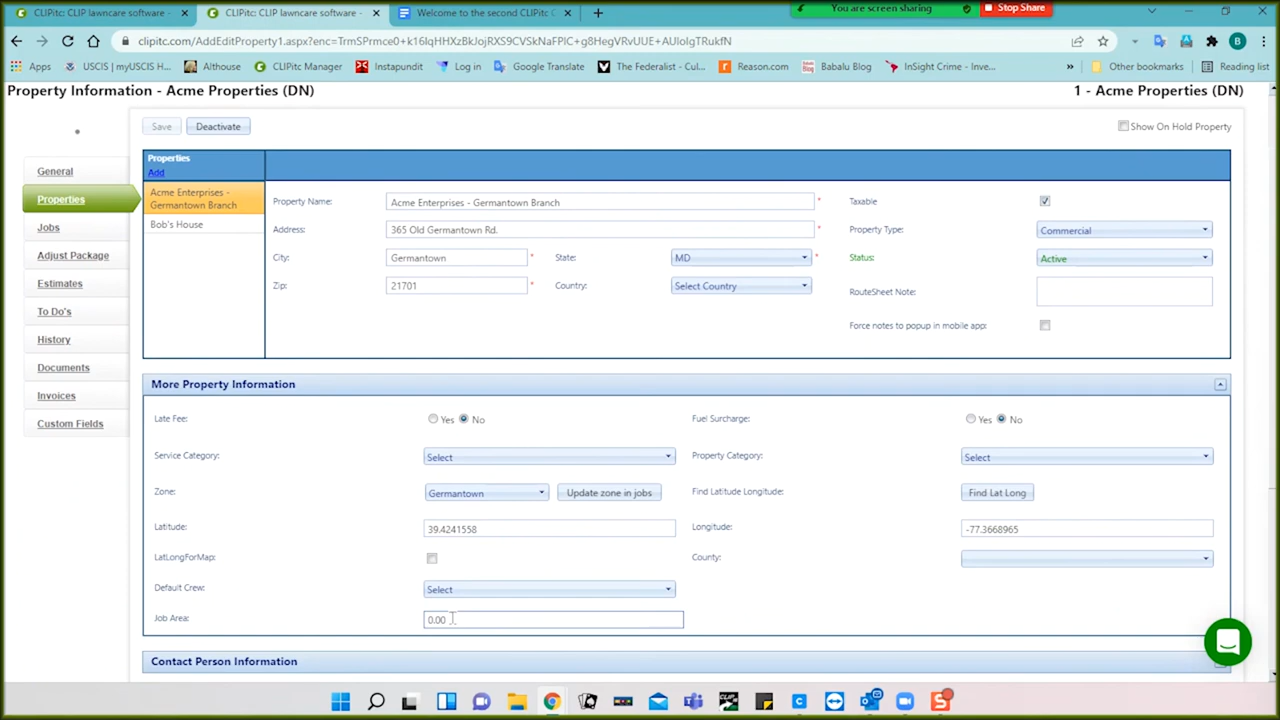 CLIPitc: CLIP lawncare software -
CLIPitc: CLIP lawncare software -
Welcome to the second CLIPitc C
You are screen sharing
Stop Share
clipitc.com/AddEditProperty1.aspx?enc=
Apps
USCIS | myUSCIS H...
Althouse
CLIPitc Manager
Instapundit
Log in
Google Translate
The Federalist - Comm...
Reason.com
Babalu Blog
InSight Crime - Inve...
Other bookmarks
Reading list
Property Information - Acme Properties (DN)
1 - Acme Properties (DN)
Save
Deactivate
Show On Hold Property
General
Properties
Jobs
Adjust Package
Estimates
To Do's
History
Documents
Invoices
Custom Fields
Properties
Add
Acme Enterprises -
Germantown Branch
Bob's House
Property Name:
Acme Enterprises - Germantown Branch
*
Taxable
Address:
365 Old Germantown Rd.
*
Property Type:
Commercial
City:
Germantown
*
State:
MD
*
Status:
Active
Zip:
21701
*
Country:
Select Country
RouteSheet Note:
Force notes to popup in mobile app:
More Property Information
Late Fee:
Yes
No
Fuel Surcharge:
Yes
No
Service Category:
Select
Property Category:
Select
Zone:
Germantown
Update zone in jobs
Find Latitude Longitude:
Find Lat Long
Latitude:
39.4241558
Longitude:
-77.3668965
LatLongForMap:
County:
Default Crew:
Select
Job Area:
0.00
Contact Person Information